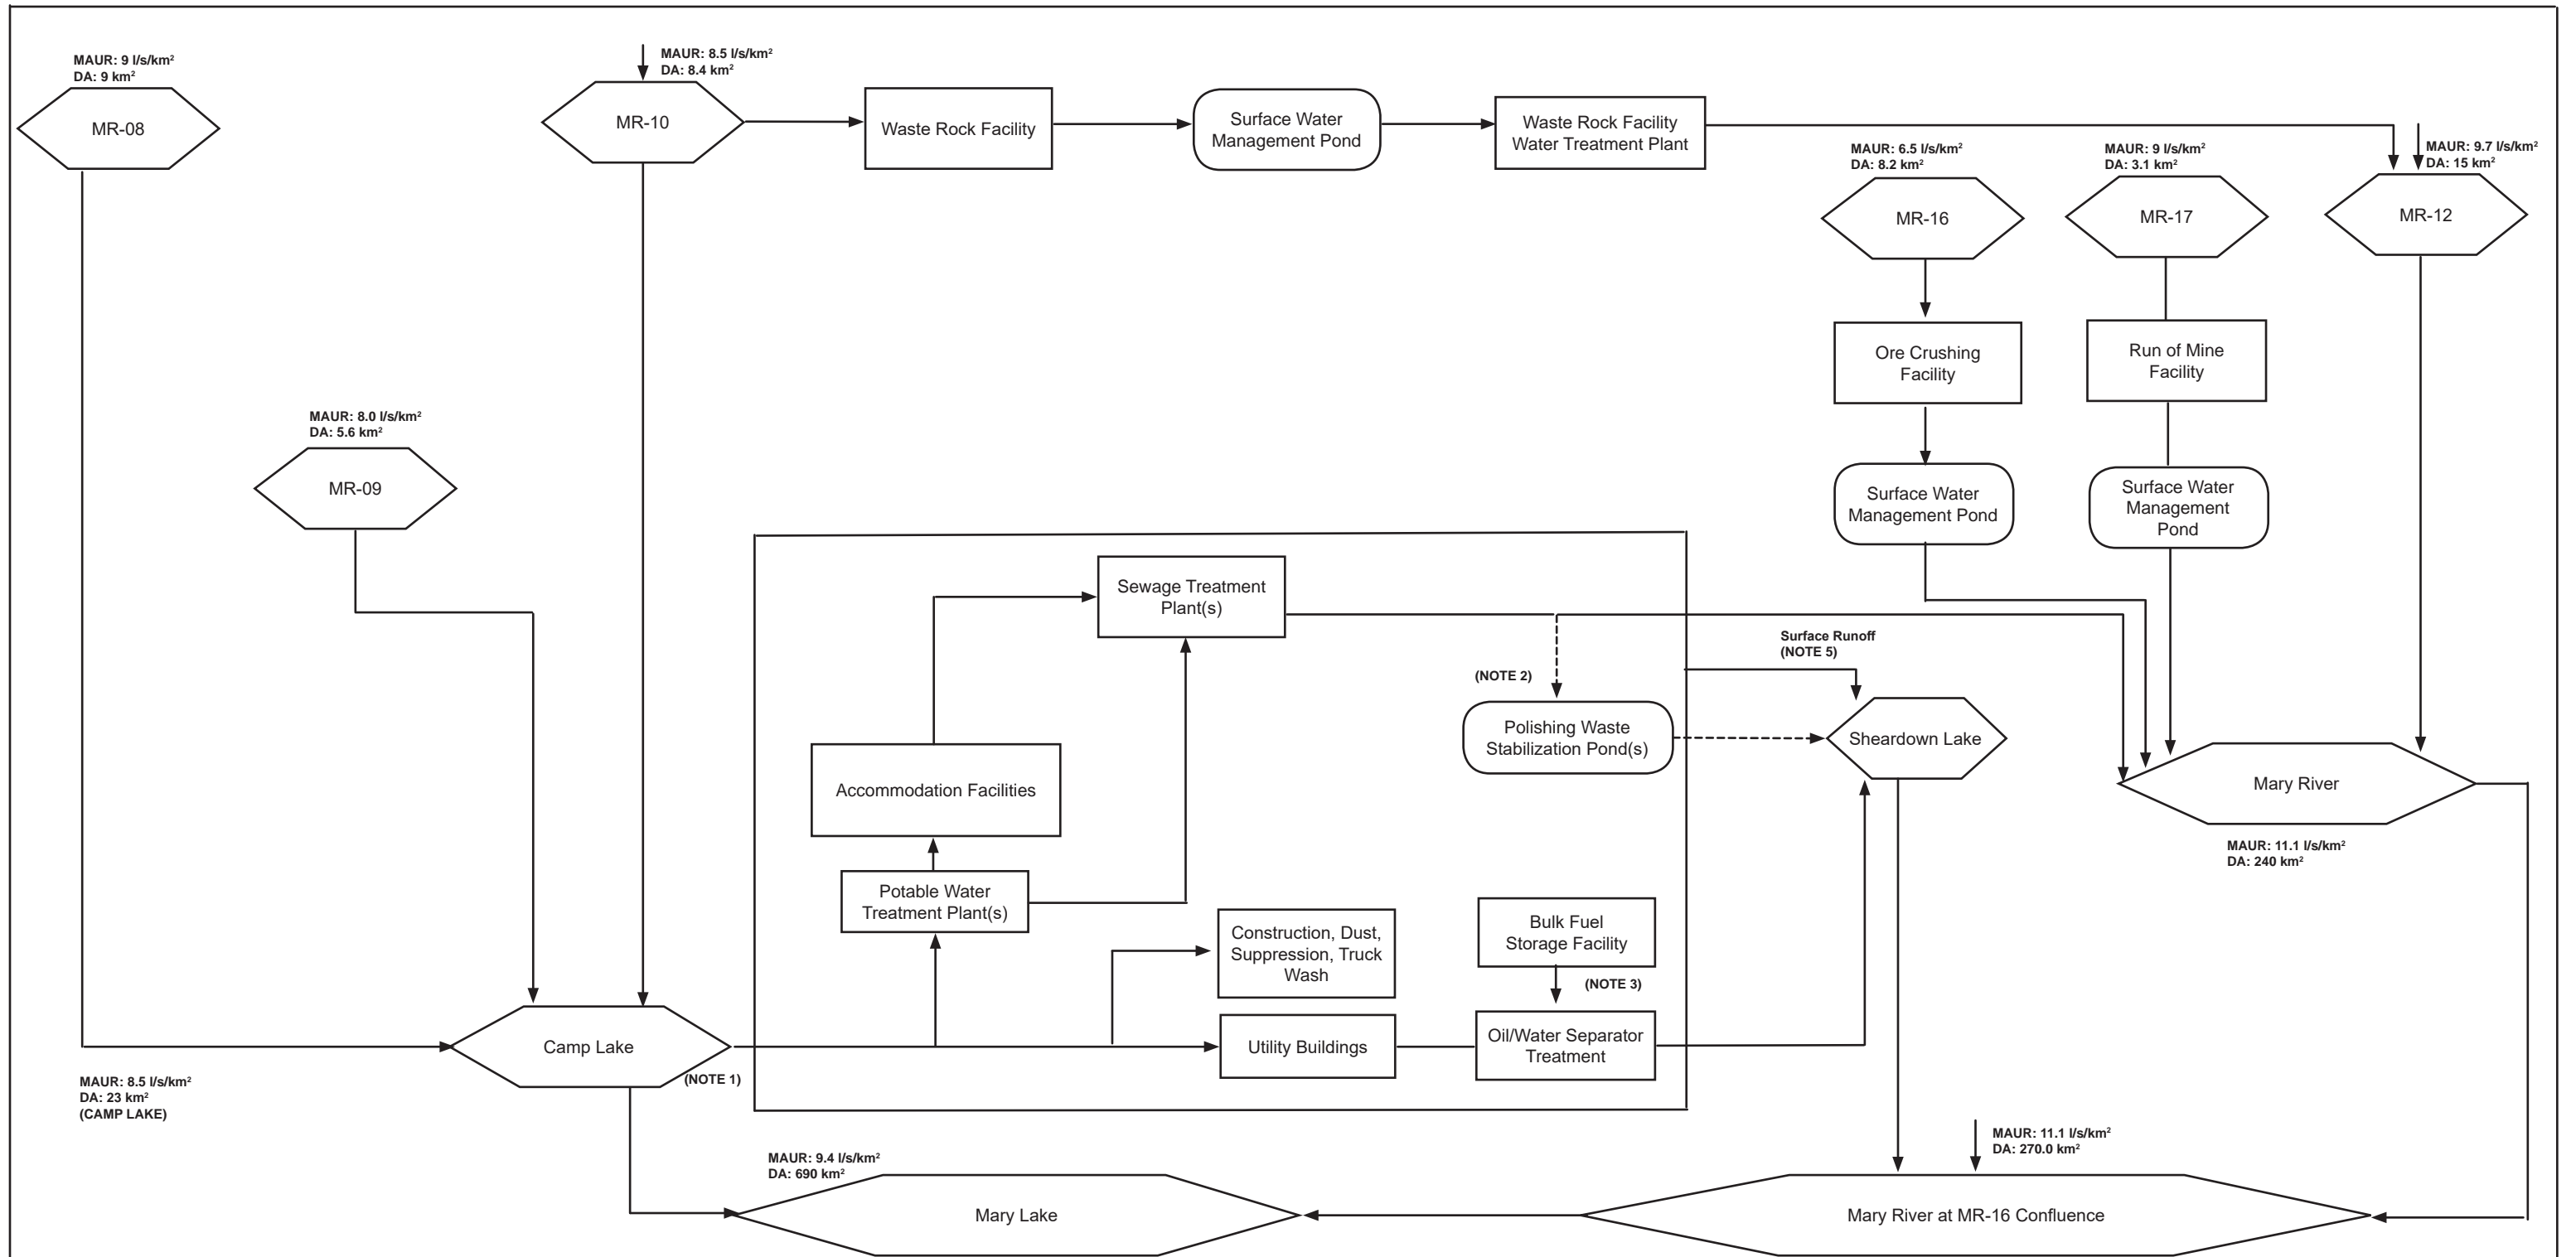 MAUR: 9 l/s/km²
DA: 9 km²
MR-08
MAUR: 8.5 l/s/km²
DA: 8.4 km²
MR-10
Waste Rock Facility
Surface Water
Management Pond
Waste Rock Facility
Water Treatment Plant
MAUR: 6.5 l/s/km²
DA: 8.2 km²
MR-16
MAUR: 9 l/s/km²
DA: 3.1 km²
MR-17
MAUR: 9.7 l/s/km²
DA: 15 km²
MR-12
Ore Crushing
Facility
Run of Mine
Facility
MAUR: 8.0 l/s/km²
DA: 5.6 km²
MR-09
Surface Water
Management Pond
Surface Water
Management
Pond
Sewage Treatment
Plant(s)
Surface Runoff
(NOTE 5)
(NOTE 2)
Polishing Waste
Stabilization Pond(s)
Sheardown Lake
Accommodation Facilities
Mary River
MAUR: 11.1 l/s/km²
DA: 240 km²
Potable Water
Treatment Plant(s)
Construction, Dust,
Suppression, Truck
Wash
Bulk Fuel
Storage Facility
(NOTE 3)
Camp Lake
(NOTE 1)
Utility Buildings
Oil/Water Separator
Treatment
MAUR: 8.5 l/s/km²
DA: 23 km²
(CAMP LAKE)
MAUR: 9.4 l/s/km²
DA: 690 km²
Mary Lake
MAUR: 11.1 l/s/km²
DA: 270.0 km²
Mary River at MR-16 Confluence